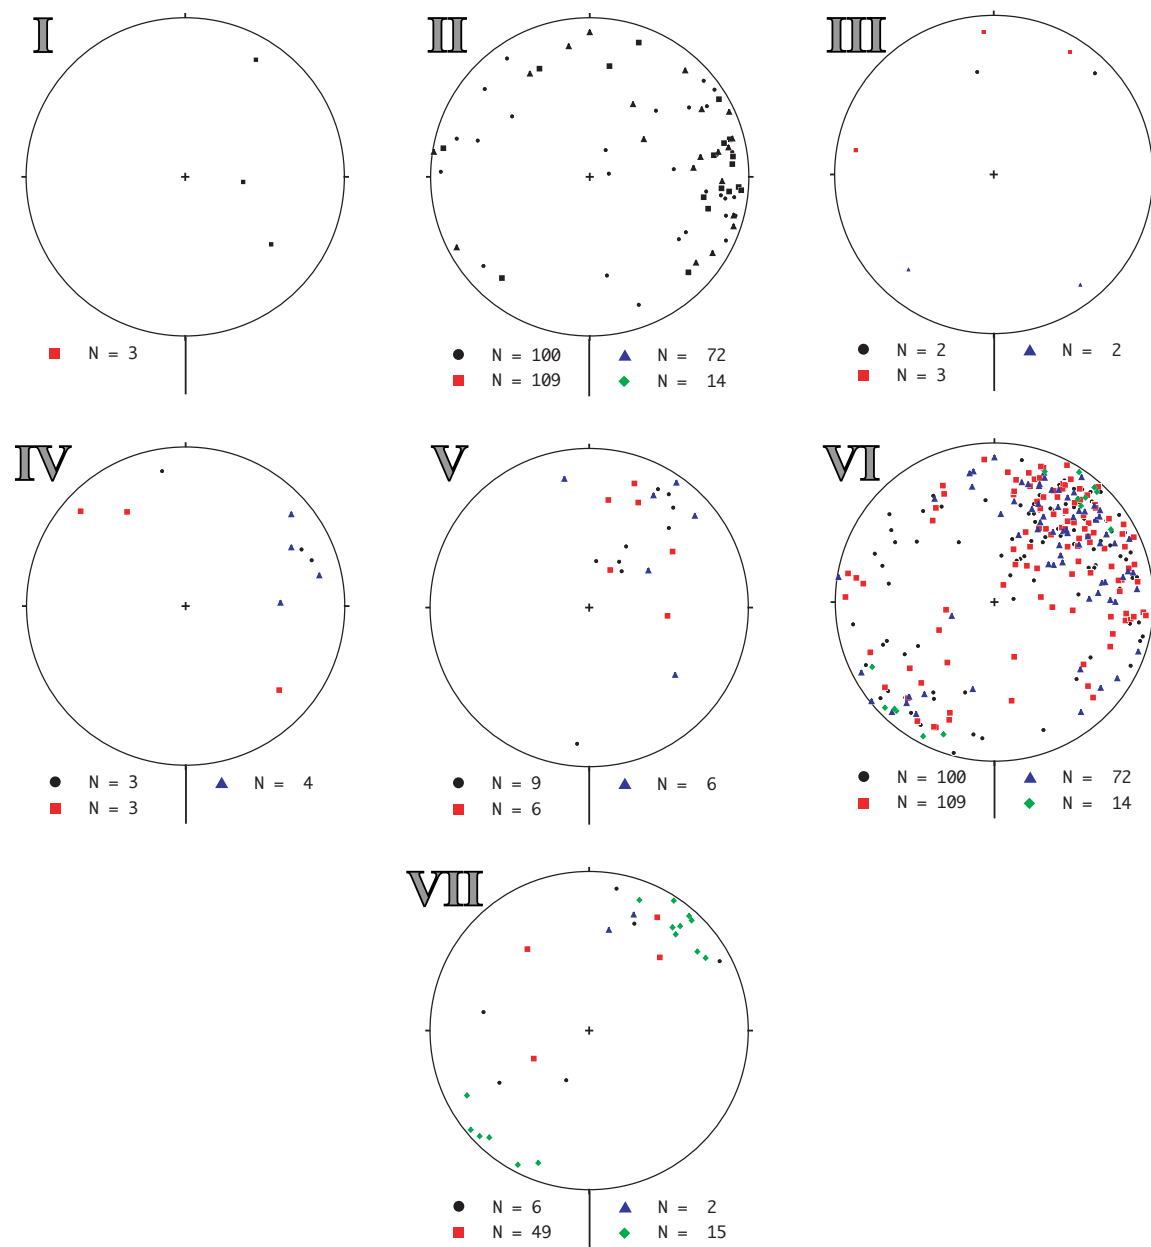 I
II
III
N = 3
N = 100
N = 72
N = 109
N = 14
N = 2
N = 2
N = 3
IV
V
VI
N = 3
N = 4
N = 3
N = 9
N = 6
N = 6
N = 100
N = 72
N = 109
N = 14
VII
N = 6
N = 2
N = 49
N = 15